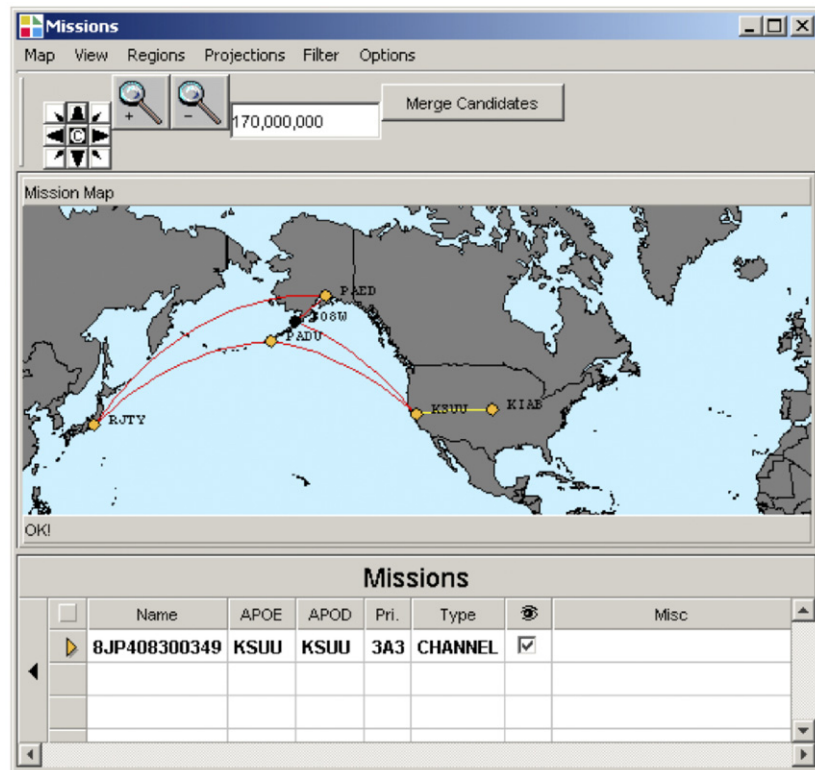 Missions
Map View Regions Projections Filter Options
+ - 170,000,000 Merge Candidates
C
Mission Map
PAED
PADU
KSUU KIAB
RJTY
OK!
Missions
Name APOE APOD Pri. Type Misc
8JP408300349 KSUU KSUU 3A3 CHANNEL